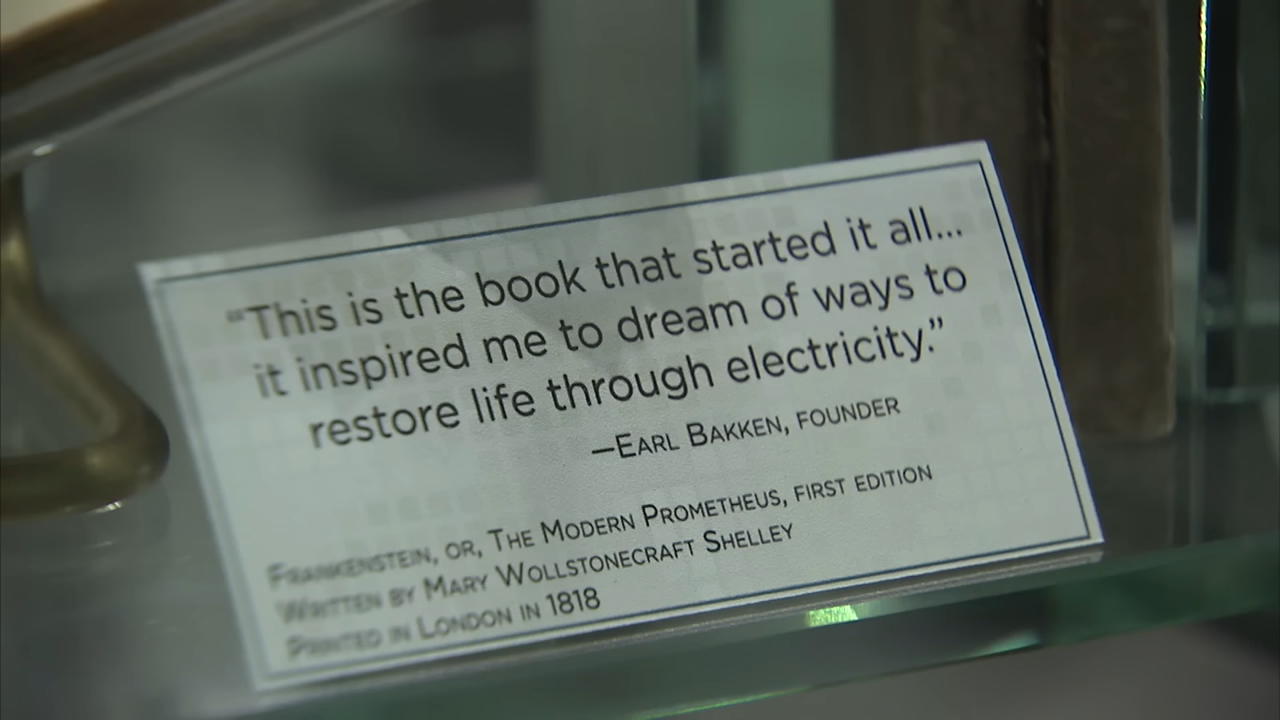 “This is the book that started it all...
it inspired me to dream of ways to
restore life through electricity.”
—Earl Bakken, founder
Frankenstein, or, The Modern Prometheus, first edition
Written by Mary Wollstonecraft Shelley
Printed in London in 1818